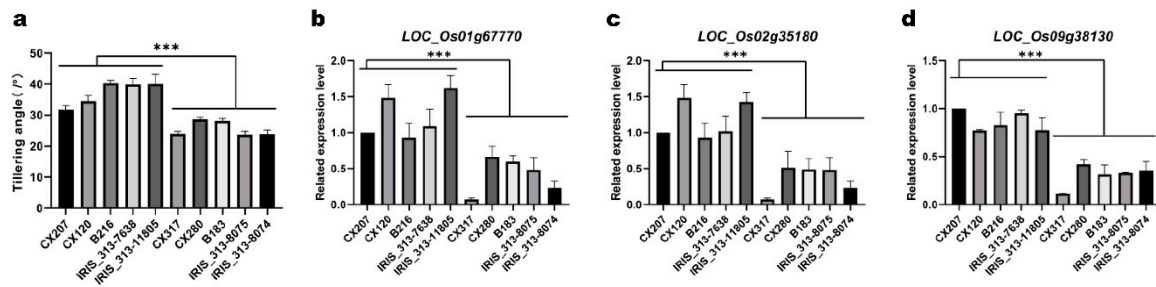 a
***
Tillering angle( /°)
50
40
30
20
10
0
CX207
CX120
B216
IRIS_313-7638
IRIS_313-11805
CX317
CX280
B183
IRIS_313-8075
IRIS_313-8074
b
LOC_Os01g67770
***
Related expression level
2.0
1.5
1.0
0.5
0.0
CX207
CX120
B216
IRIS_313-7638
IRIS_313-11805
CX317
CX280
B183
IRIS_313-8075
IRIS_313-8074
c
LOC_Os02g35180
***
Related expression level
2.0
1.5
1.0
0.5
0.0
CX207
CX120
B216
IRIS_313-7638
IRIS_313-11805
CX317
CX280
B183
IRIS_313-8075
IRIS_313-8074
d
LOC_Os09g38130
***
Related expression level
1.5
1.0
0.5
0.0
CX207
CX120
B216
IRIS_313-7638
IRIS_313-11805
CX317
CX280
B183
IRIS_313-8075
IRIS_313-8074